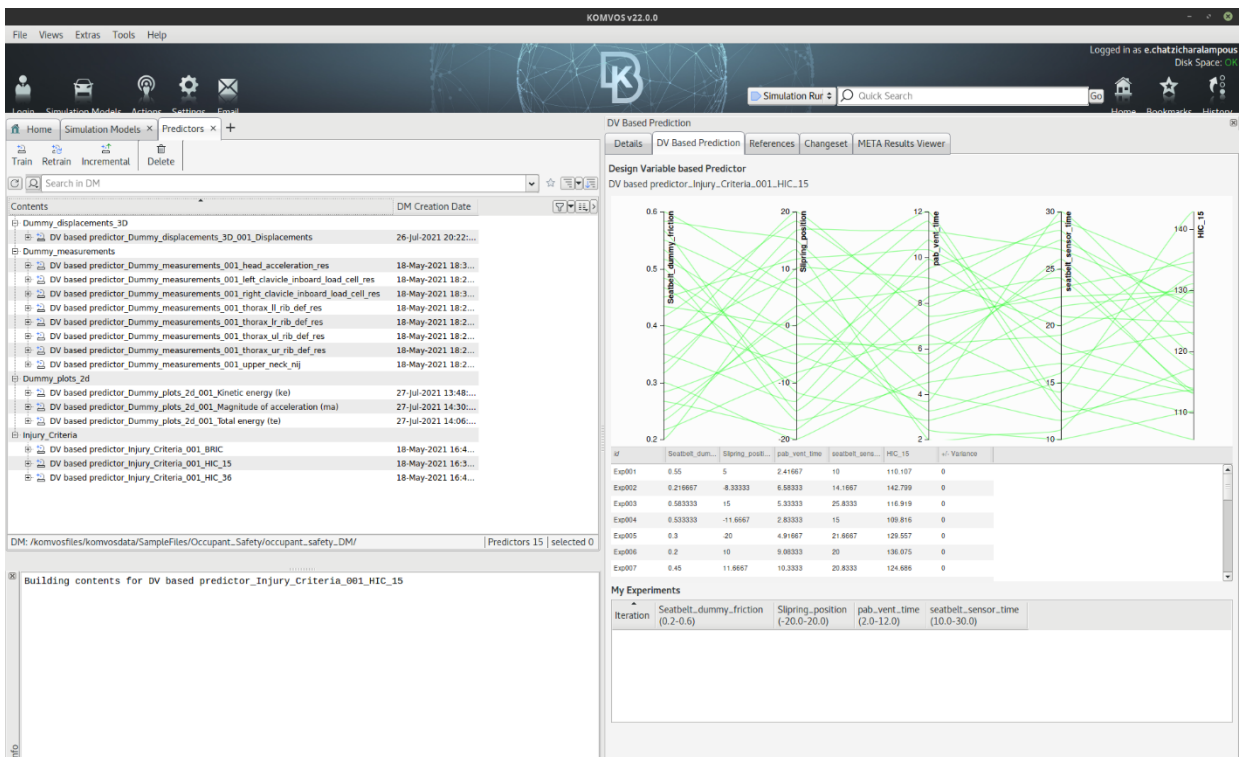 KOMVOS v22.0.0
File Views Extras Tools Help
Logged in as e.chatzicharalampous
Disk Space: OK
BK
Simulation Rur Quick Search Go
Login Simulation Models Actions Settings Email
Home Bookmarks History
Home Simulation Models × Predictors × +
Train Retrain Incremental Delete
Search in DM
Contents DM Creation Date
Dummy_displacements_3D
DV based predictor_Dummy_displacements_3D_001_Displacements 26-Jul-2021 20:22:...
Dummy_measurements
DV based predictor_Dummy_measurements_001_head_acceleration_res 18-May-2021 18:3...
DV based predictor_Dummy_measurements_001_left_clavicle_inboard_load_cell_res 18-May-2021 18:2...
DV based predictor_Dummy_measurements_001_right_clavicle_inboard_load_cell_res 18-May-2021 18:3...
DV based predictor_Dummy_measurements_001_thorax_ll_rib_def_res 18-May-2021 18:2...
DV based predictor_Dummy_measurements_001_thorax_lr_rib_def_res 18-May-2021 18:2...
DV based predictor_Dummy_measurements_001_thorax_ul_rib_def_res 18-May-2021 18:2...
DV based predictor_Dummy_measurements_001_thorax_ur_rib_def_res 18-May-2021 18:2...
DV based predictor_Dummy_measurements_001_upper_neck_nij 18-May-2021 18:2...
Dummy_plots_2d
DV based predictor_Dummy_plots_2d_001_Kinetic energy (ke) 27-Jul-2021 13:48:...
DV based predictor_Dummy_plots_2d_001_Magnitude of acceleration (ma) 27-Jul-2021 14:30:...
DV based predictor_Dummy_plots_2d_001_Total energy (te) 27-Jul-2021 14:06:...
Injury_Criteria
DV based predictor_Injury_Criteria_001_BRIC 18-May-2021 16:4...
DV based predictor_Injury_Criteria_001_HIC_15 18-May-2021 16:3...
DV based predictor_Injury_Criteria_001_HIC_36 18-May-2021 16:4...
DM: /komvosfiles/komvosdata/SampleFiles/Occupant_Safety/occupant_safety_DM/ Predictors 15 selected 0
Building contents for DV based predictor_Injury_Criteria_001_HIC_15
DV Based Prediction
Details DV Based Prediction References Changeset META Results Viewer
Design Variable based Predictor
DV based predictor_Injury_Criteria_001_HIC_15
Seatbelt_dummy_friction
0.6
0.5
0.4
0.3
0.2
Slipring_position
20
10
0
-10
-20
pab_vent_time
12
10
8
6
4
2
seatbelt_sensor_time
30
25
20
15
10
HIC_15
140
130
120
110
id Seatbelt_dum... Slipring_positi... pab_vent_time seatbelt_sens... HIC_15 +/- Variance
Exp001 0.55 5 2.41667 10 110.107 0
Exp002 0.216667 -8.33333 6.58333 14.1667 142.799 0
Exp003 0.583333 15 5.33333 25.8333 116.919 0
Exp004 0.533333 -11.6667 2.83333 15 109.816 0
Exp005 0.3 -20 4.91667 21.6667 129.557 0
Exp006 0.2 10 9.08333 20 136.075 0
Exp007 0.45 11.6667 10.3333 20.8333 124.686 0
My Experiments
Iteration Seatbelt_dummy_friction Slipring_position pab_vent_time seatbelt_sensor_time
(0.2-0.6) (-20.0-20.0) (2.0-12.0) (10.0-30.0)